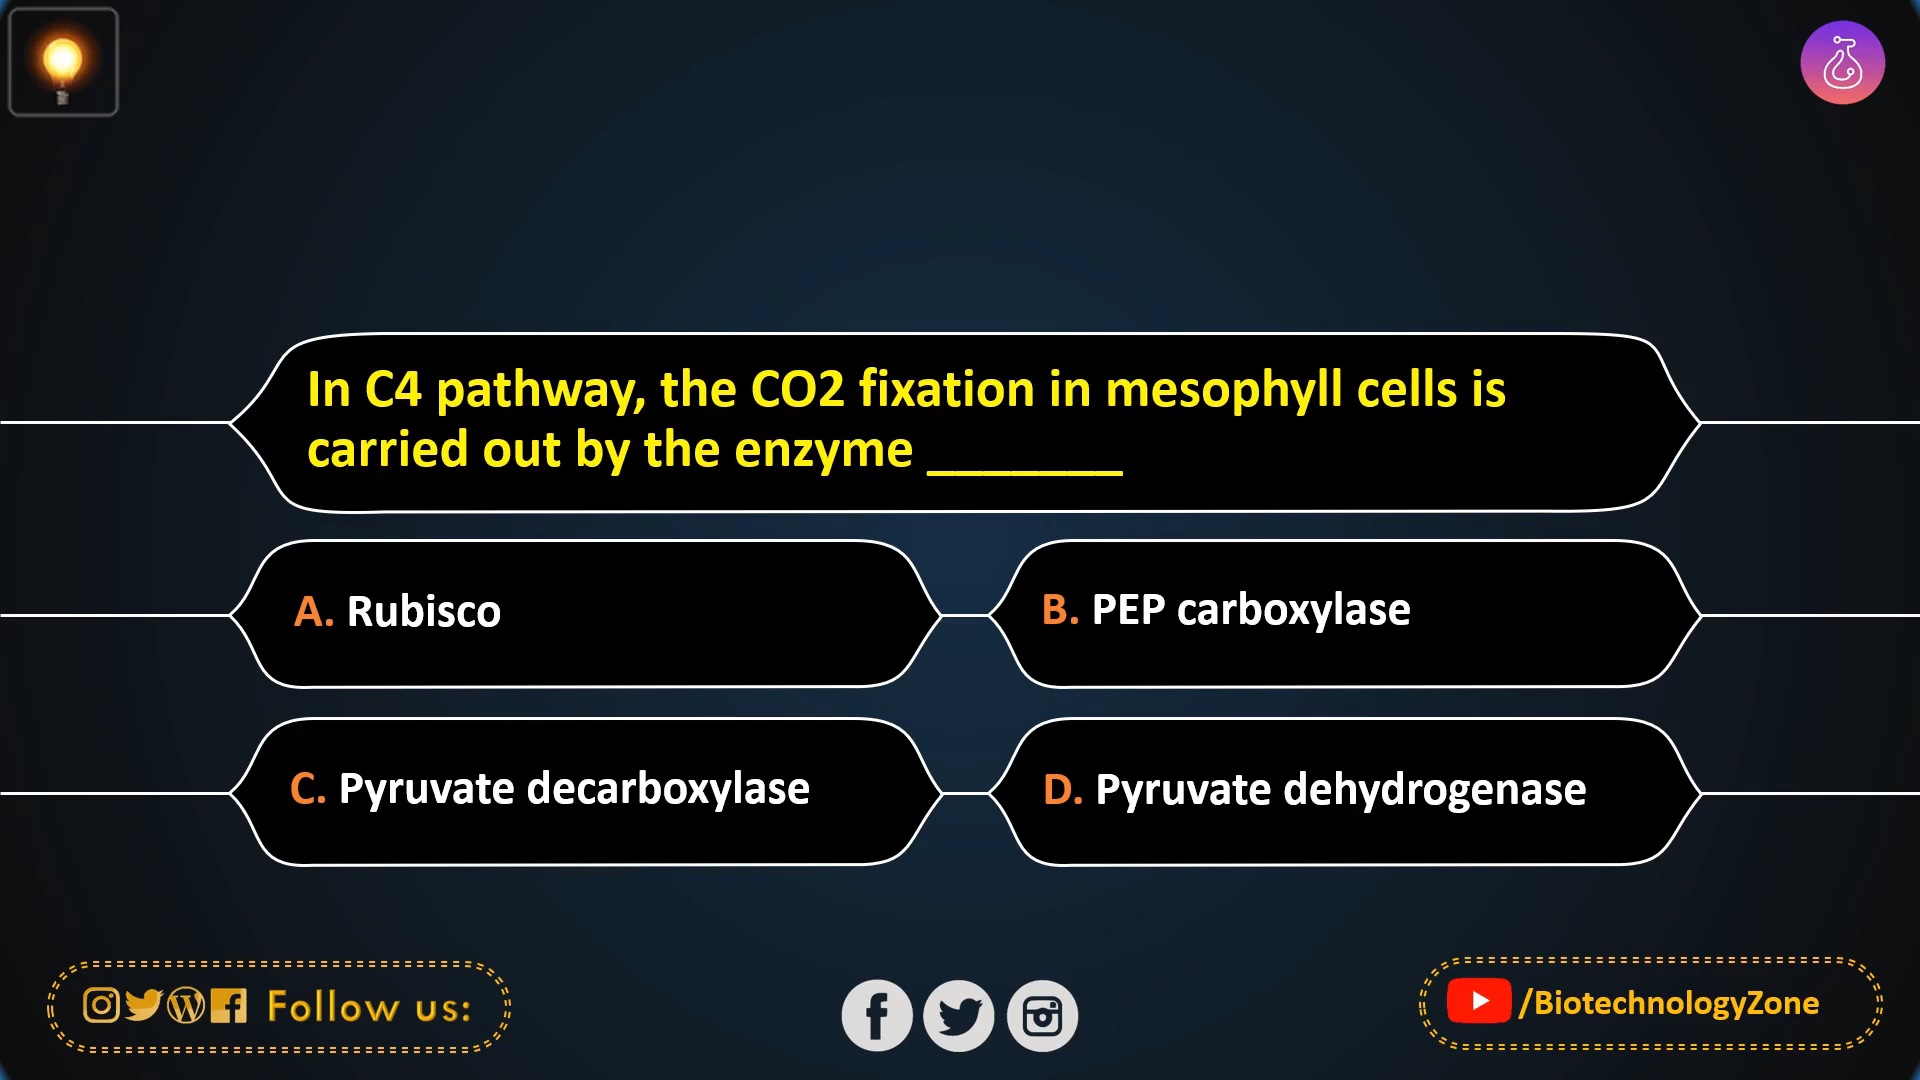 In C4 pathway, the CO2 fixation in mesophyll cells is
carried out by the enzyme _______
A. Rubisco
B. PEP carboxylase
C. Pyruvate decarboxylase
D. Pyruvate dehydrogenase
Follow us:
/BiotechnologyZone